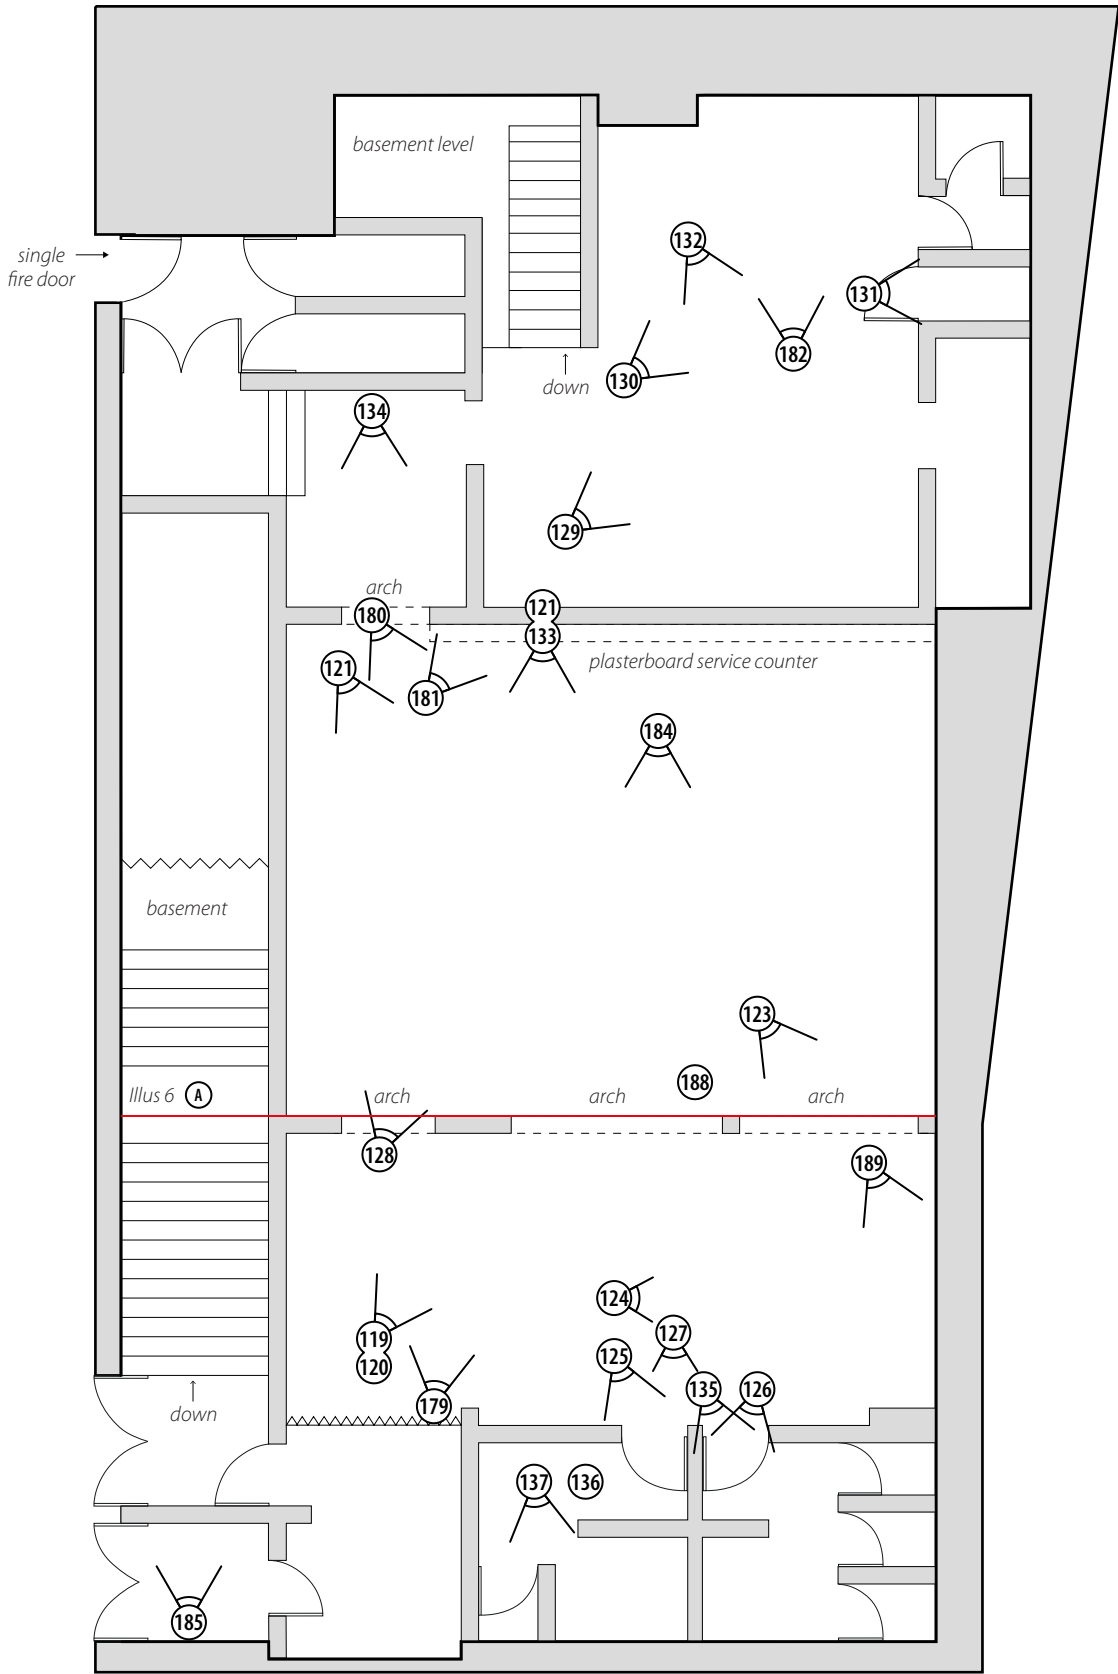 basement level
132
single
fire door
131
182
130
down
134
129
arch
121
180
133
plasterboard service counter
121
181
184
basement
123
188
Illus 6 A
arch
arch
arch
128
189
124
127
119
125
120
135
126
179
down
137
136
185